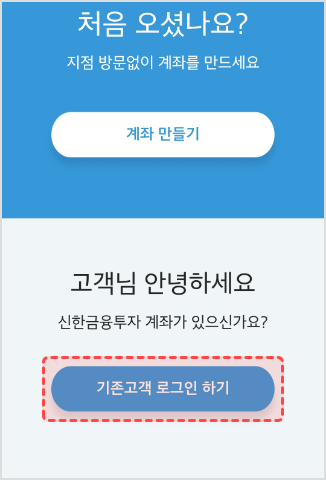 처음 오셨나요?
지점 방문없이 계좌를 만드세요
계좌 만들기
고객님 안녕하세요
신한금융투자 계좌가 있으신가요?
기존고객 로그인 하기